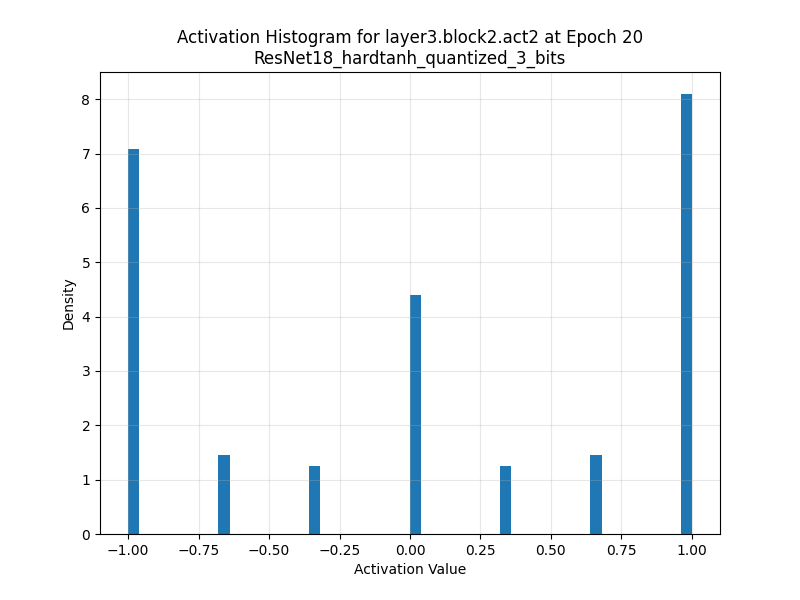 Activation Histogram for layer3.block2.act2 at Epoch 20
ResNet18_hardtanh_quantized_3_bits
8
7
6
5
4
3
2
1
0
Density
−1.00 −0.75 −0.50 −0.25 0.00 0.25 0.50 0.75 1.00
Activation Value